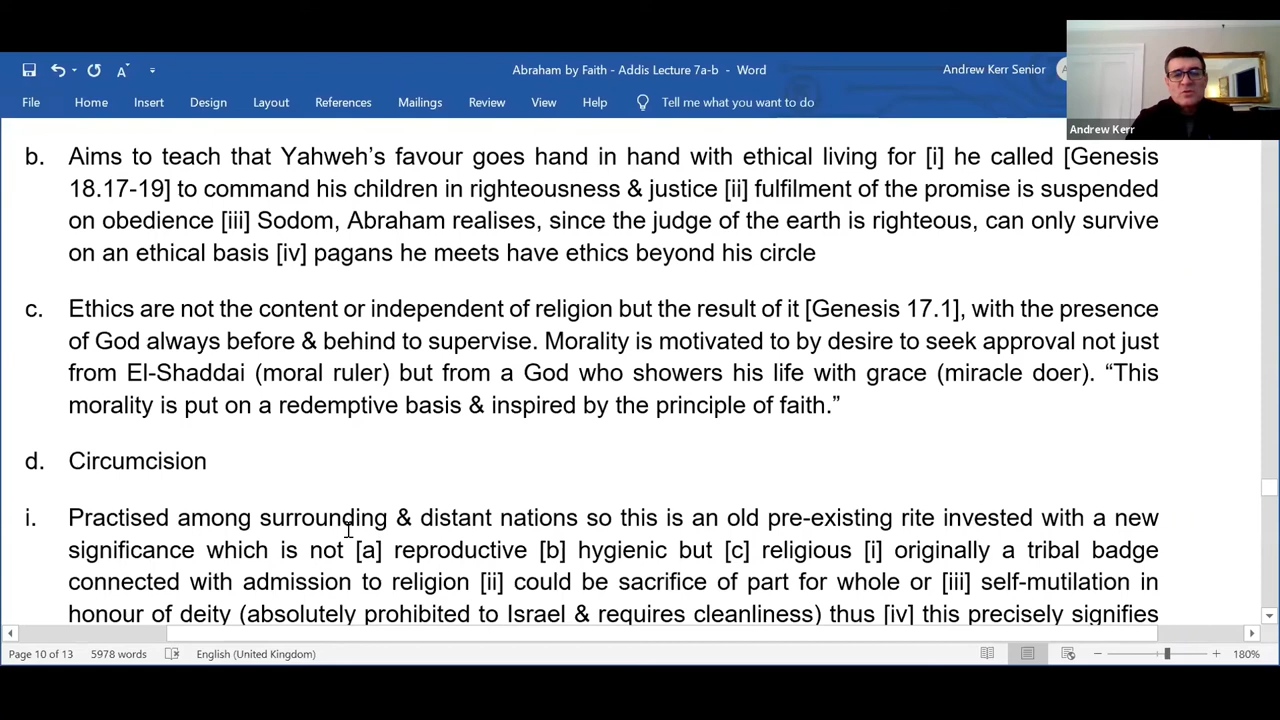 Abraham by Faith - Addis Lecture 7a-b - Word
Andrew Kerr Senior
Andrew Kerr
File Home Insert Design Layout References Mailings Review View Help Tell me what you want to do
b. Aims to teach that Yahweh’s favour goes hand in hand with ethical living for [i] he called [Genesis
18.17-19] to command his children in righteousness & justice [ii] fulfilment of the promise is suspended
on obedience [iii] Sodom, Abraham realises, since the judge of the earth is righteous, can only survive
on an ethical basis [iv] pagans he meets have ethics beyond his circle
c. Ethics are not the content or independent of religion but the result of it [Genesis 17.1], with the presence
of God always before & behind to supervise. Morality is motivated to by desire to seek approval not just
from El-Shaddai (moral ruler) but from a God who showers his life with grace (miracle doer). “This
morality is put on a redemptive basis & inspired by the principle of faith.”
d. Circumcision
i. Practised among surrounding & distant nations so this is an old pre-existing rite invested with a new
significance which is not [a] reproductive [b] hygienic but [c] religious [i] originally a tribal badge
connected with admission to religion [ii] could be sacrifice of part for whole or [iii] self-mutilation in
honour of deity (absolutely prohibited to Israel & requires cleanliness) thus [iv] this precisely signifies
Page 10 of 13 5978 words English (United Kingdom) 180%